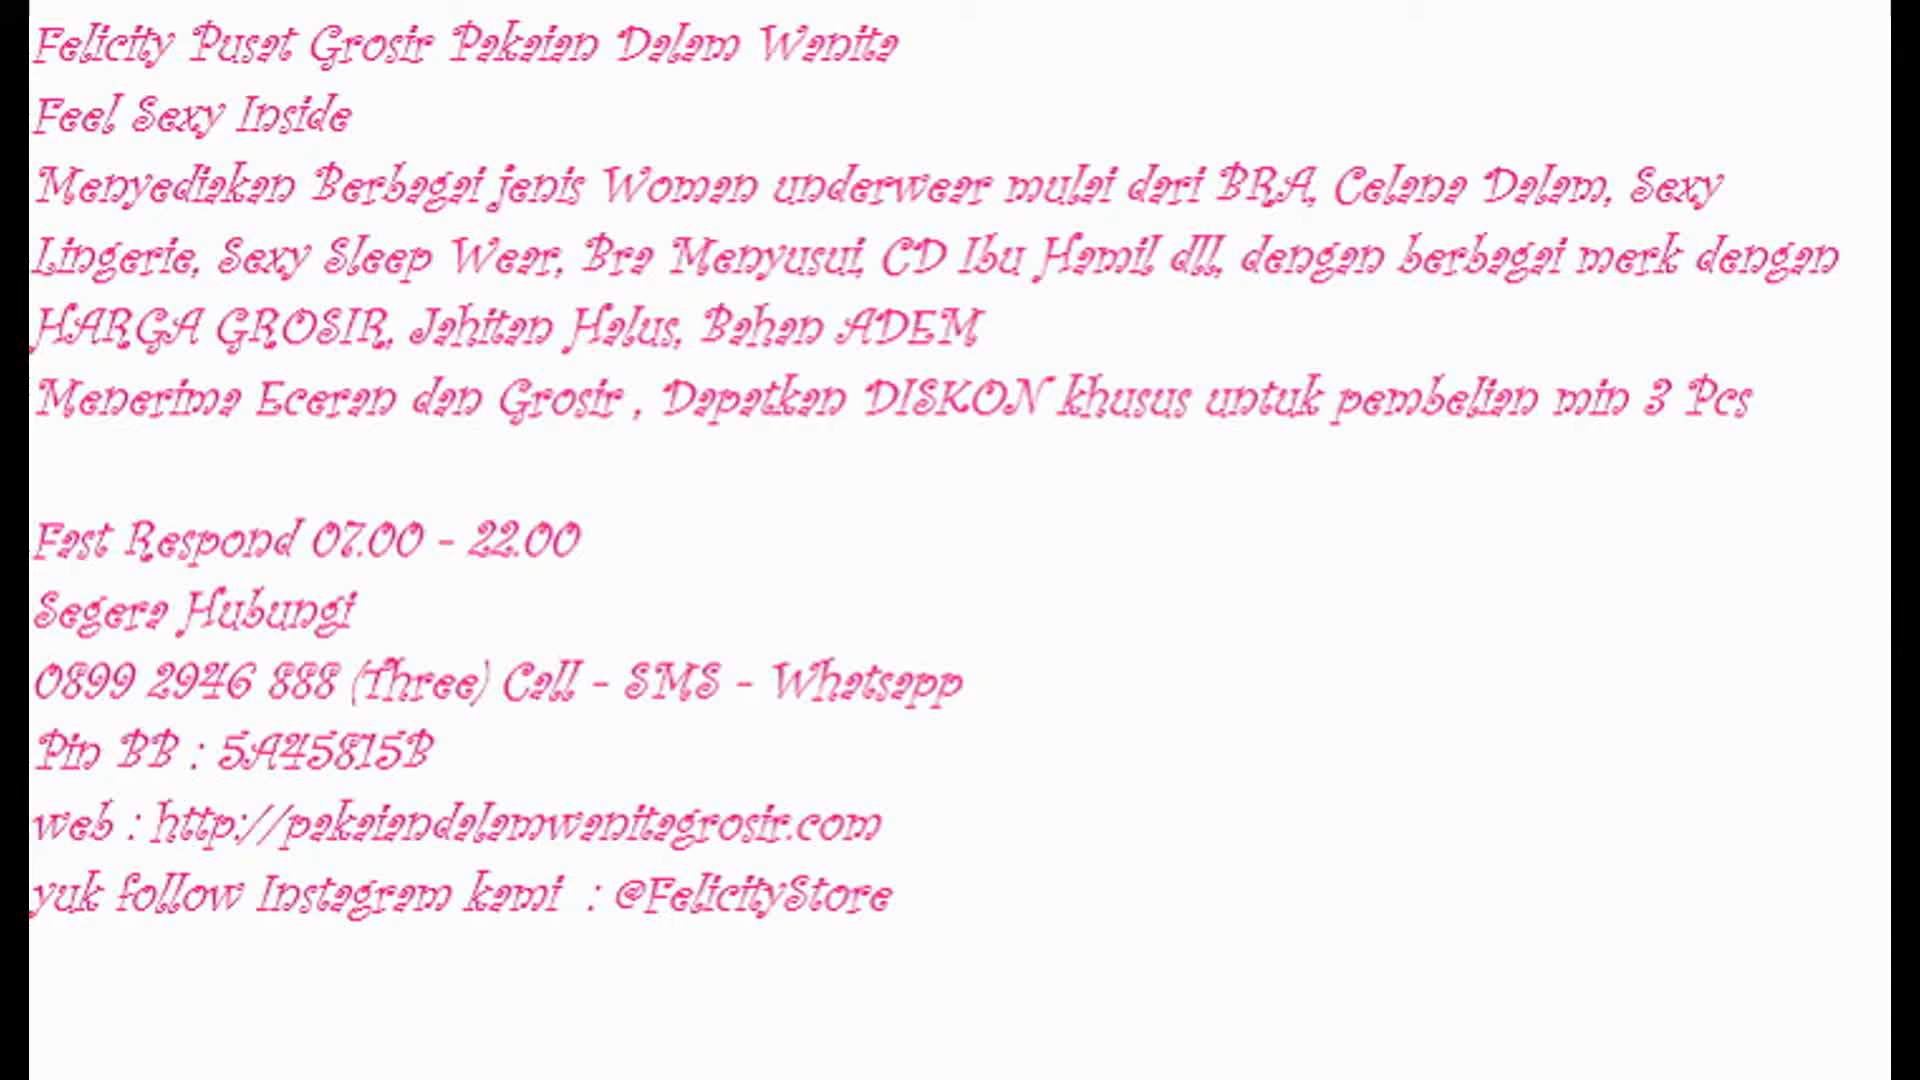 Felicity Pusat Grosir Pakaian Dalam Wanita
Feel Sexy Inside
Menyediakan Berbagai jenis Woman underwear mulai dari BRA, Celana Dalam, Sexy
Lingerie, Sexy Sleep Wear, Bra Menyusui, CD Ibu Hamil dll, dengan berbagai merk dengan
HARGA GROSIR, Jahitan Halus, Bahan ADEM
Menerima Eceran dan Grosir , Dapatkan DISKON khusus untuk pembelian min 3 Pcs
Fast Respond 07.00 - 22.00
Segera Hubungi
0899 2946 888 (Three) Call - SMS - Whatsapp
Pin BB : 5A45815B
web : http://pakaiandalamwanitagrosir.com
yuk follow Instagram kami : @FelicityStore